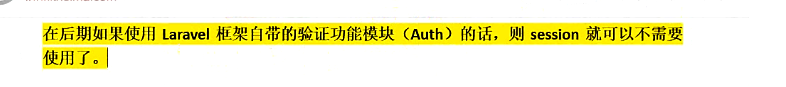 在后期如果使用 Laravel 框架自带的验证功能模块（Auth）的话，则 session 就可以不需要
使用了。